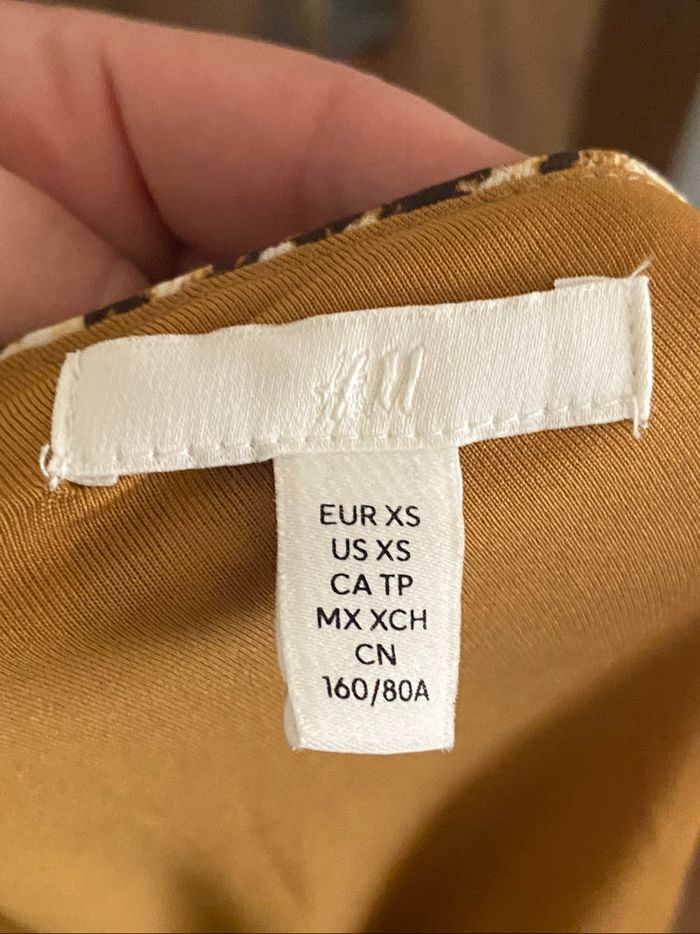 H&M
EUR XS
US XS
CA TP
MX XCH
CN
160/80A